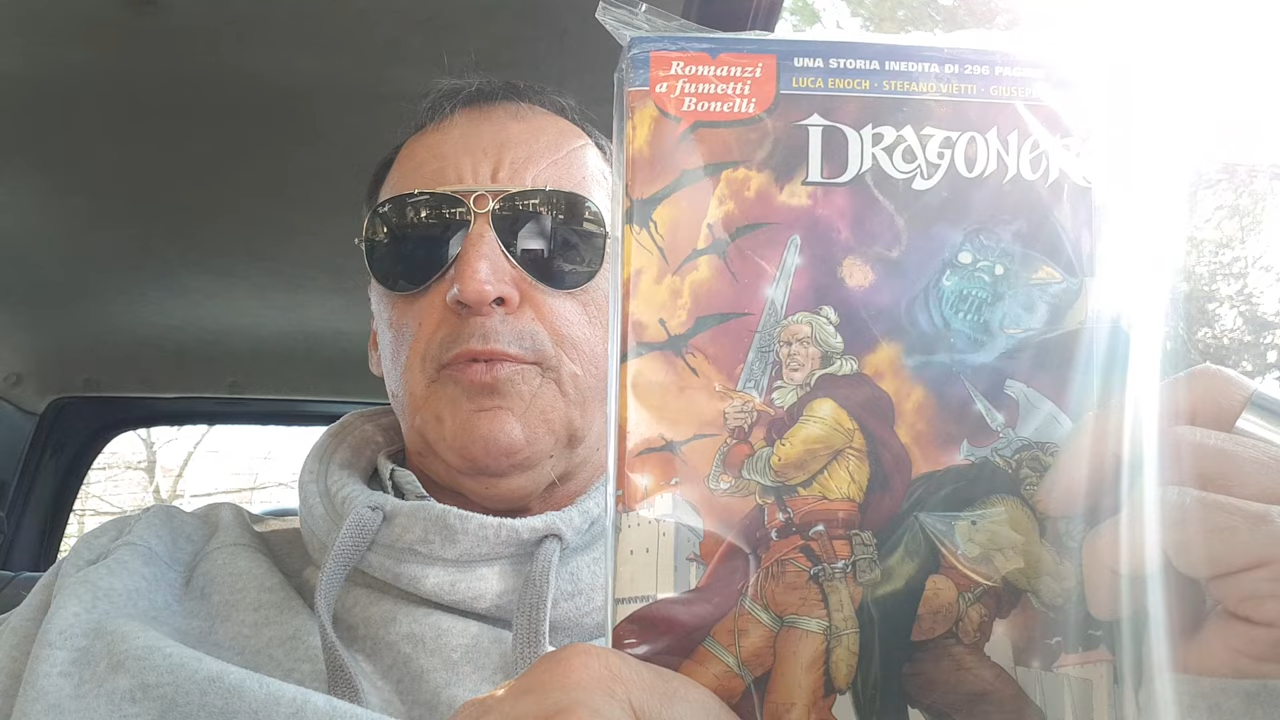 Romanzi
a fumetti
Bonelli
UNA STORIA INEDITA DI 296
LUCA ENOCH · STEFANO VIETTI ·